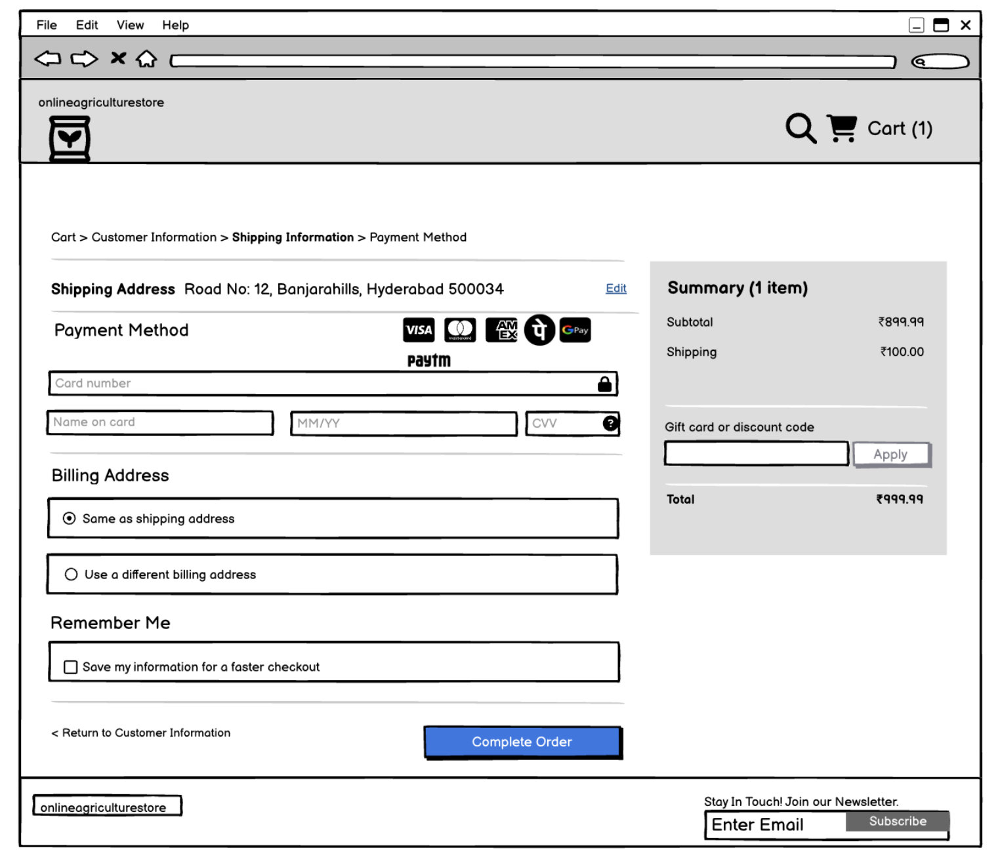 File Edit View Help
onlineagriculturestore
Cart (1)
Cart > Customer Information > Shipping Information > Payment Method
Shipping Address Road No: 12, Banjarahills, Hyderabad 500034 Edit
Payment Method
VISA mastercard AM EX पे G Pay
paytm
Card number
Name on card MM/YY CVV ?
Billing Address
Same as shipping address
Use a different billing address
Remember Me
Save my information for a faster checkout
< Return to Customer Information
Complete Order
Summary (1 item)
Subtotal ₹899.99
Shipping ₹100.00
Gift card or discount code
Apply
Total ₹999.99
onlineagriculturestore
Stay In Touch! Join our Newsletter.
Enter Email Subscribe